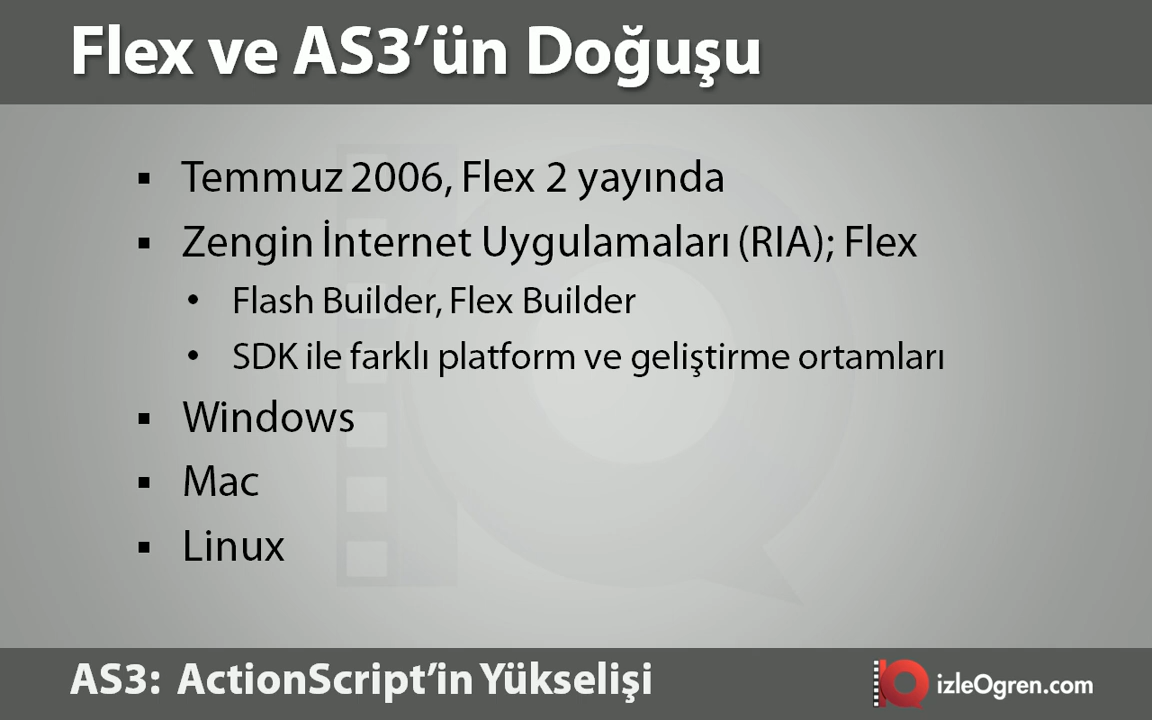 Flex ve AS3’ün Doğuşu
▪ Temmuz 2006, Flex 2 yayında
▪ Zengin İnternet Uygulamaları (RIA); Flex
• Flash Builder, Flex Builder
• SDK ile farklı platform ve geliştirme ortamları
▪ Windows
▪ Mac
▪ Linux
AS3: ActionScript’in Yükselişi
izleOgren.com